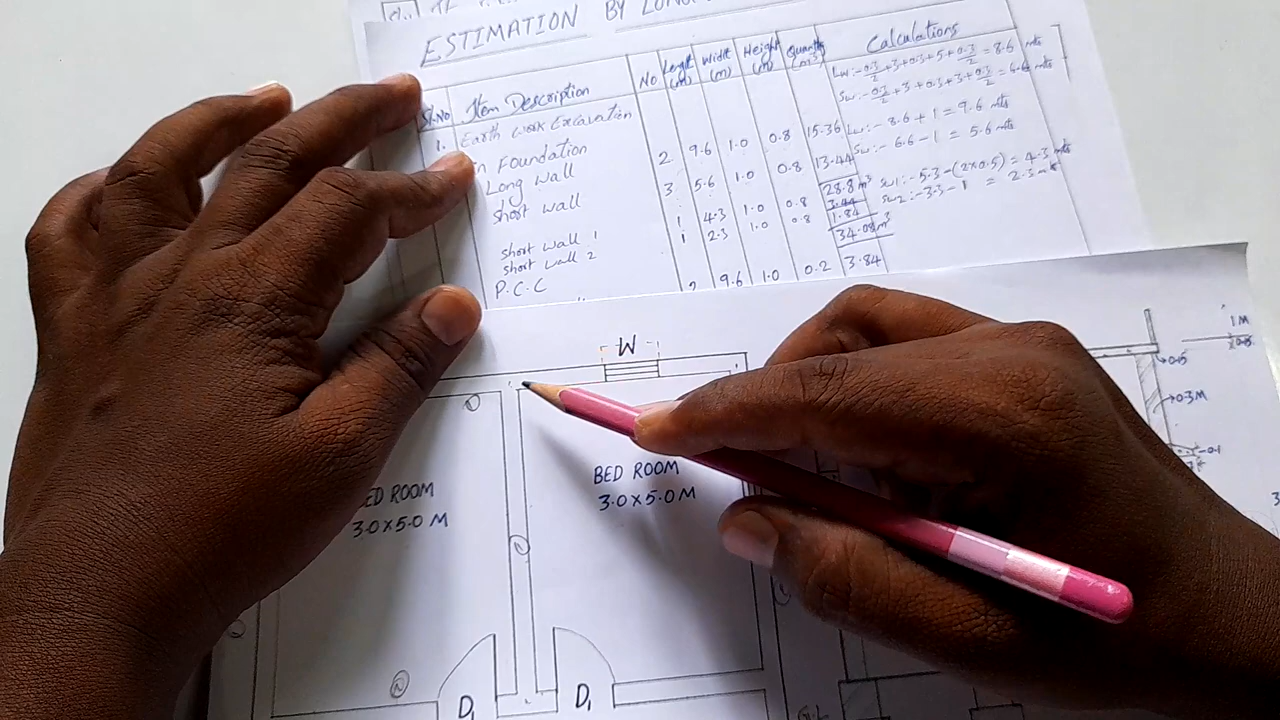 ESTIMATION BY LONG
Sl.No Item Description No Length (m) Width (m) Height (m) Quantity (m³) Calculations
1. Earth work Excavation
in Foundation
Long wall 2 9.6 1.0 0.8 15.36
Short wall 3 5.6 1.0 0.8 13.44
28.8 m³
Short wall 1 1 4.3 1.0 0.8 3.44
Short wall 2 1 2.3 1.0 0.8 1.84
34.08 m³
P.C.C
2 9.6 1.0 0.2 3.84
Lw:- 0.3/2 + 3 + 0.3 + 5 + 0.3/2 = 8.6 mts
Sw:- 0.3/2 + 3 + 0.3 + 3 + 0.3/2 = 6.6 mts
Lw:- 8.6 + 1 = 9.6 mts
Sw:- 6.6 - 1 = 5.6 mts
Sw1:- 5.3 - (2x0.5) = 4.3 mts
Sw2:- 3.3 - 1 = 2.3 mts
W
BED ROOM
3.0 X 5.0 M
BED ROOM
3.0 X 5.0 M
D1
D1
1M
0.15
0.3M
0.1